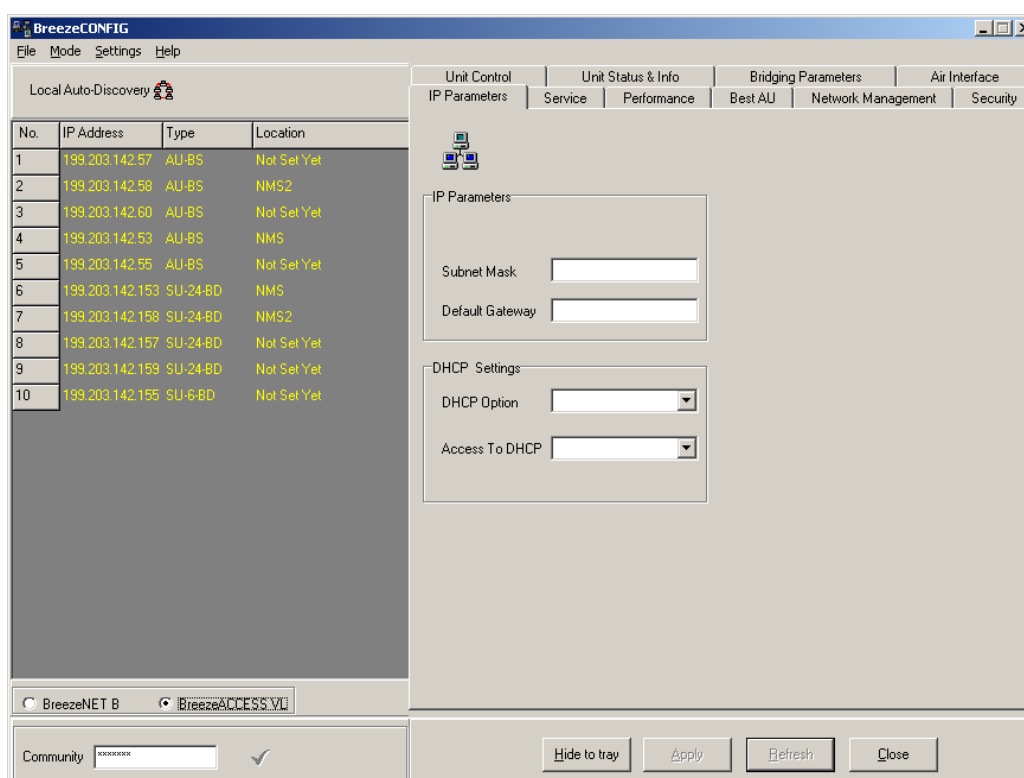 BreezeCONFIG
File Mode Settings Help
Local Auto-Discovery
No. IP Address Type Location
1 199.203.142.57 AU-BS Not Set Yet
2 199.203.142.58 AU-BS NMS2
3 199.203.142.60 AU-BS Not Set Yet
4 199.203.142.53 AU-BS NMS
5 199.203.142.55 AU-BS Not Set Yet
6 199.203.142.153 SU-24-BD NMS
7 199.203.142.158 SU-24-BD NMS2
8 199.203.142.157 SU-24-BD Not Set Yet
9 199.203.142.159 SU-24-BD Not Set Yet
10 199.203.142.155 SU-6-BD Not Set Yet
BreezeNET B BreezeACCESS VL
Community xxxxxxx
Unit Control Unit Status & Info Bridging Parameters Air Interface
IP Parameters Service Performance Best AU Network Management Security
IP Parameters
Subnet Mask
Default Gateway
DHCP Settings
DHCP Option
Access To DHCP
Hide to tray Apply Refresh Close